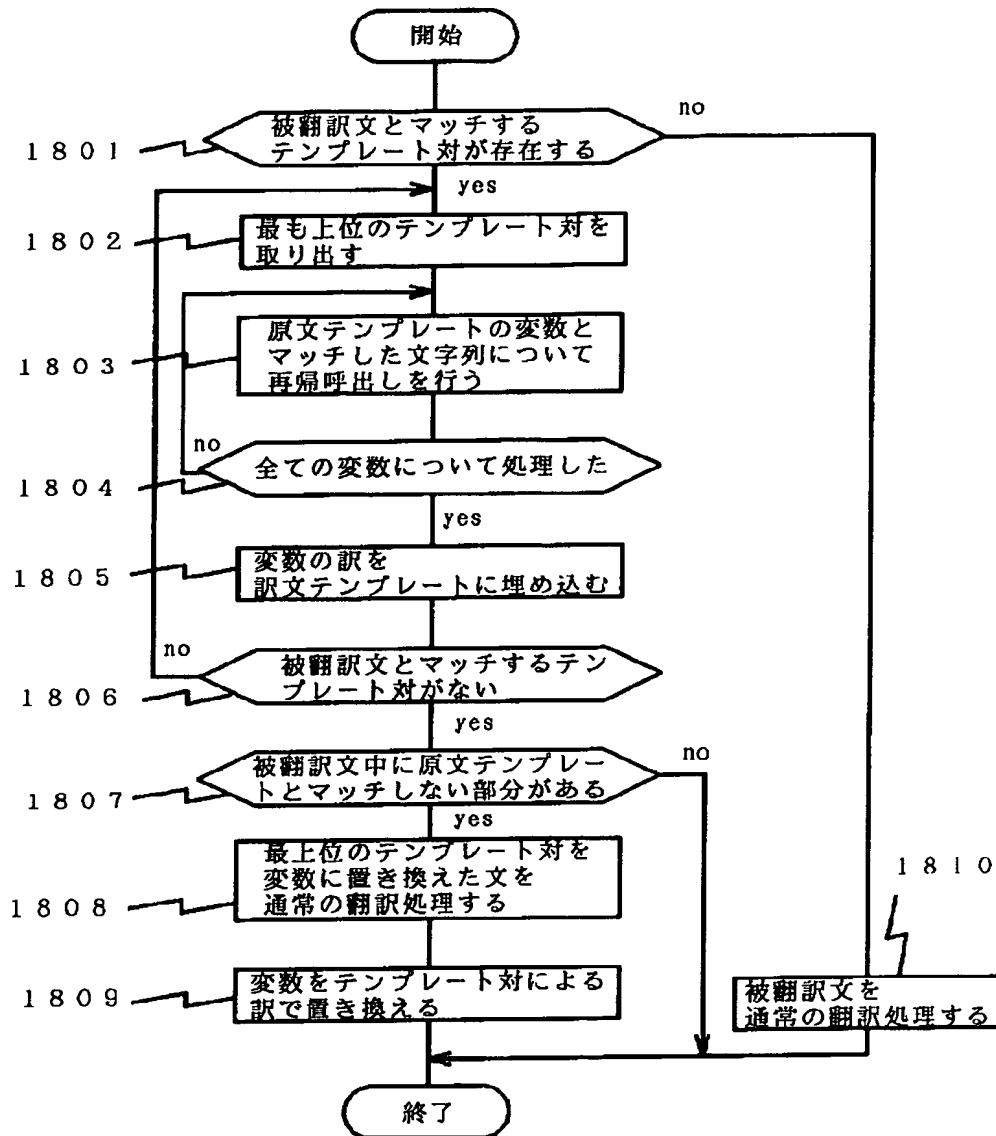 開始
no
被翻訳文とマッチする
テンプレート対が存在する
1801
yes
最も上位のテンプレート対を
取り出す
1802
原文テンプレートの変数と
マッチした文字列について
再帰呼出しを行う
1803
no
全ての変数について処理した
1804
yes
変数の訳を
訳文テンプレートに埋め込む
1805
no
被翻訳文とマッチするテン
プレート対がない
1806
yes
no
被翻訳文中に原文テンプレー
トとマッチしない部分がある
1807
yes
最上位のテンプレート対を
変数に置き換えた文を
通常の翻訳処理する
1808
1810
変数をテンプレート対による
訳で置き換える
1809
被翻訳文を
通常の翻訳処理する
終了